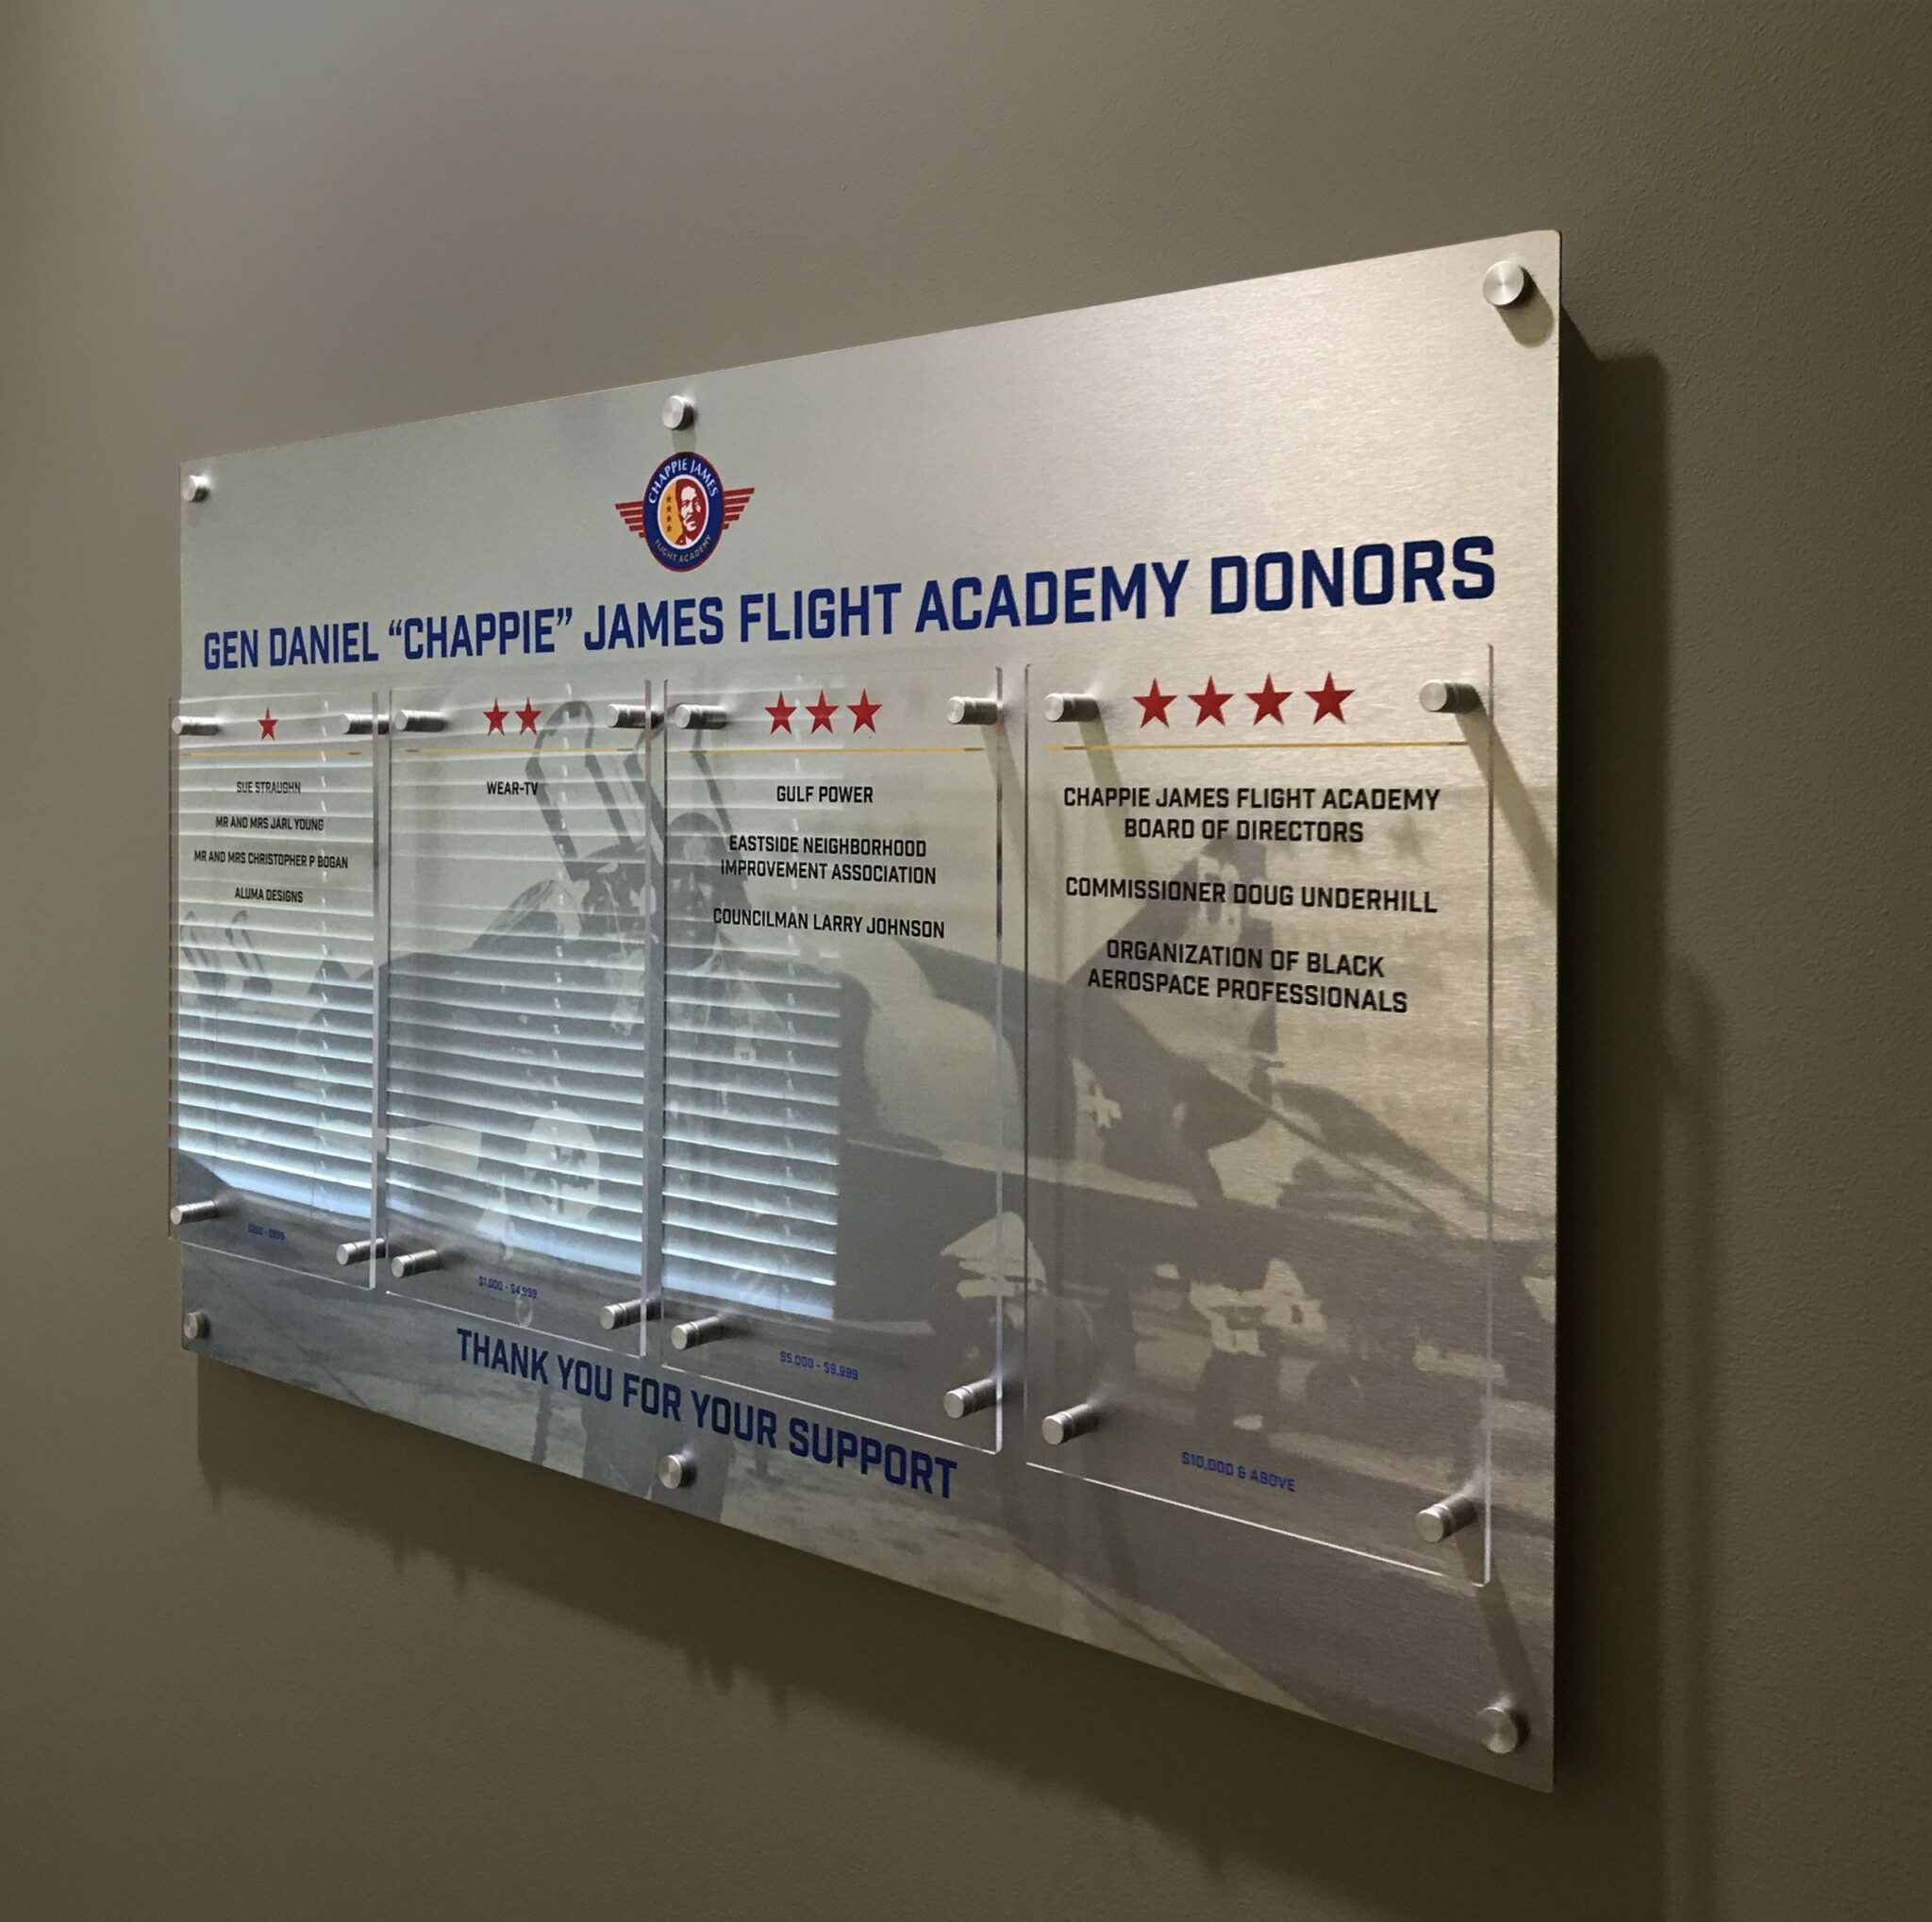 CHAPPIE JAMES
FLIGHT ACADEMY
GEN DANIEL “CHAPPIE” JAMES FLIGHT ACADEMY DONORS
SUE STRAUGHN
MR AND MRS JARL YOUNG
MR AND MRS CHRISTOPHER P BOGAN
ALUMA DESIGNS
WEAR-TV
$1,000 - $4,999
GULF POWER
EASTSIDE NEIGHBORHOOD
IMPROVEMENT ASSOCIATION
COUNCILMAN LARRY JOHNSON
$5,000 - $9,999
CHAPPIE JAMES FLIGHT ACADEMY
BOARD OF DIRECTORS
COMMISSIONER DOUG UNDERHILL
ORGANIZATION OF BLACK
AEROSPACE PROFESSIONALS
$10,000 & ABOVE
THANK YOU FOR YOUR SUPPORT